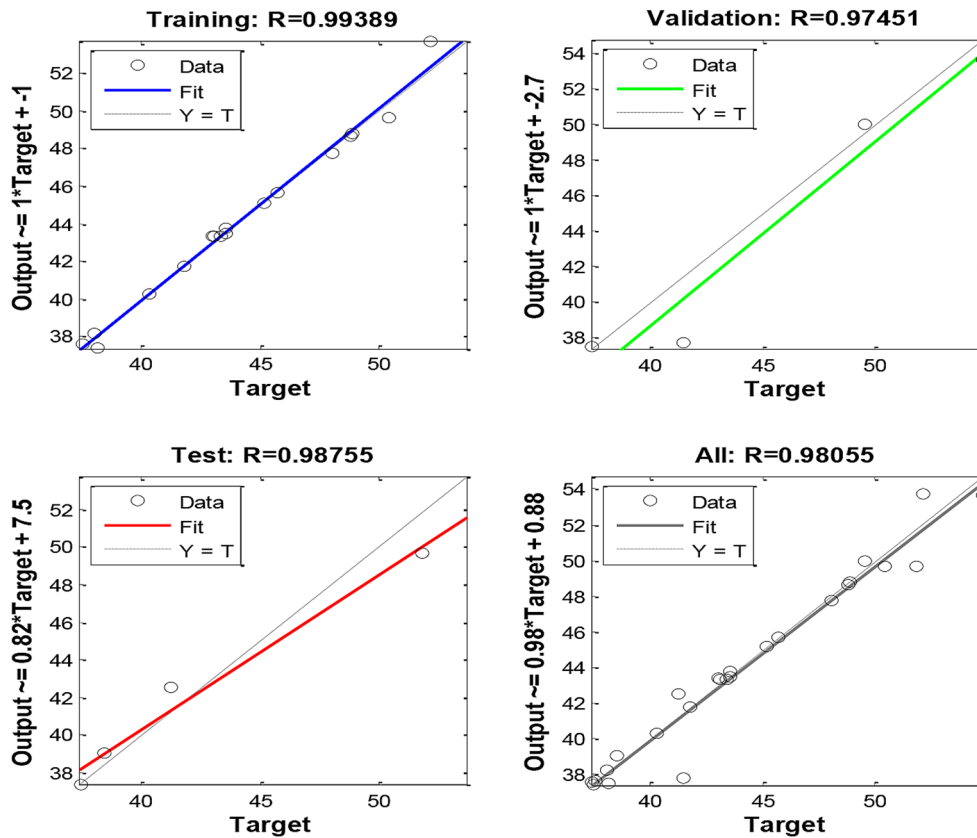 Training: R=0.99389
Output ~= 1*Target + -1
Data
Fit
Y = T
52
50
48
46
44
42
40
38
40
45
50
Target
Validation: R=0.97451
Output ~= 1*Target + -2.7
Data
Fit
Y = T
54
52
50
48
46
44
42
40
38
40
45
50
Target
Test: R=0.98755
Output ~= 0.82*Target + 7.5
Data
Fit
Y = T
52
50
48
46
44
42
40
38
40
45
50
Target
All: R=0.98055
Output ~= 0.98*Target + 0.88
Data
Fit
Y = T
54
52
50
48
46
44
42
40
38
40
45
50
Target